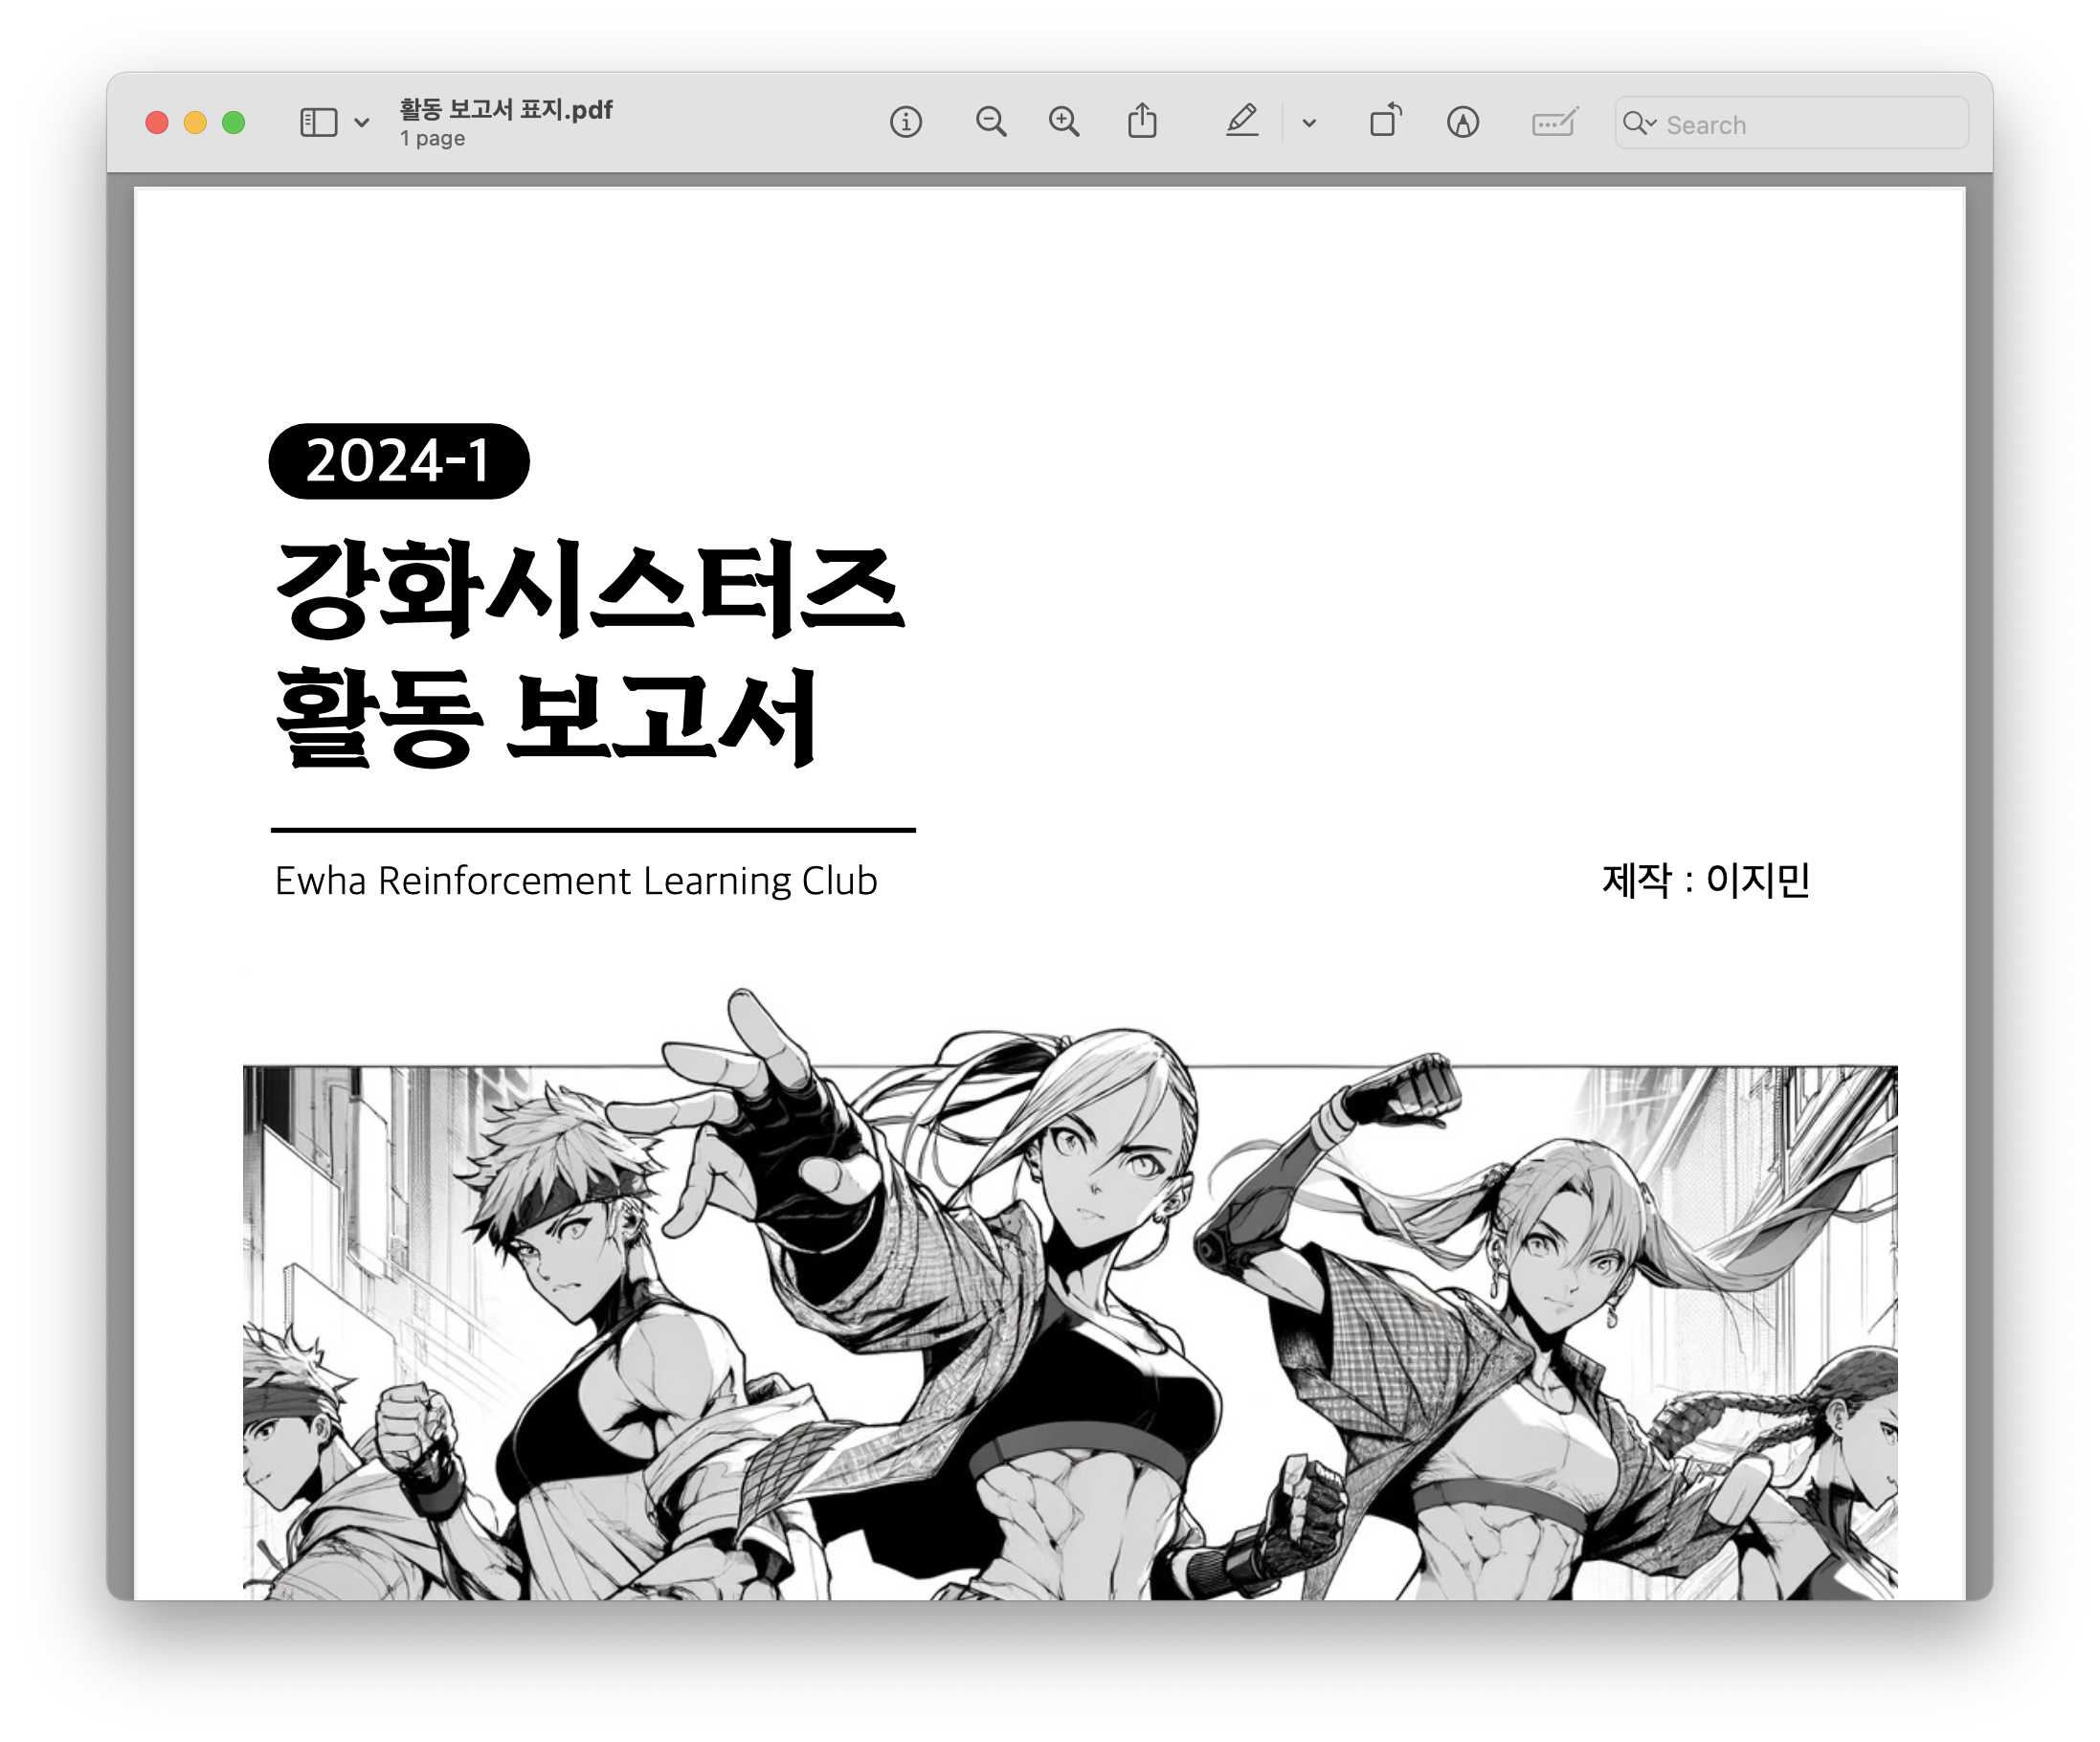 활동 보고서 표지.pdf
1 page
Search
2024-1
강화시스터즈
활동 보고서
Ewha Reinforcement Learning Club
제작 : 이지민